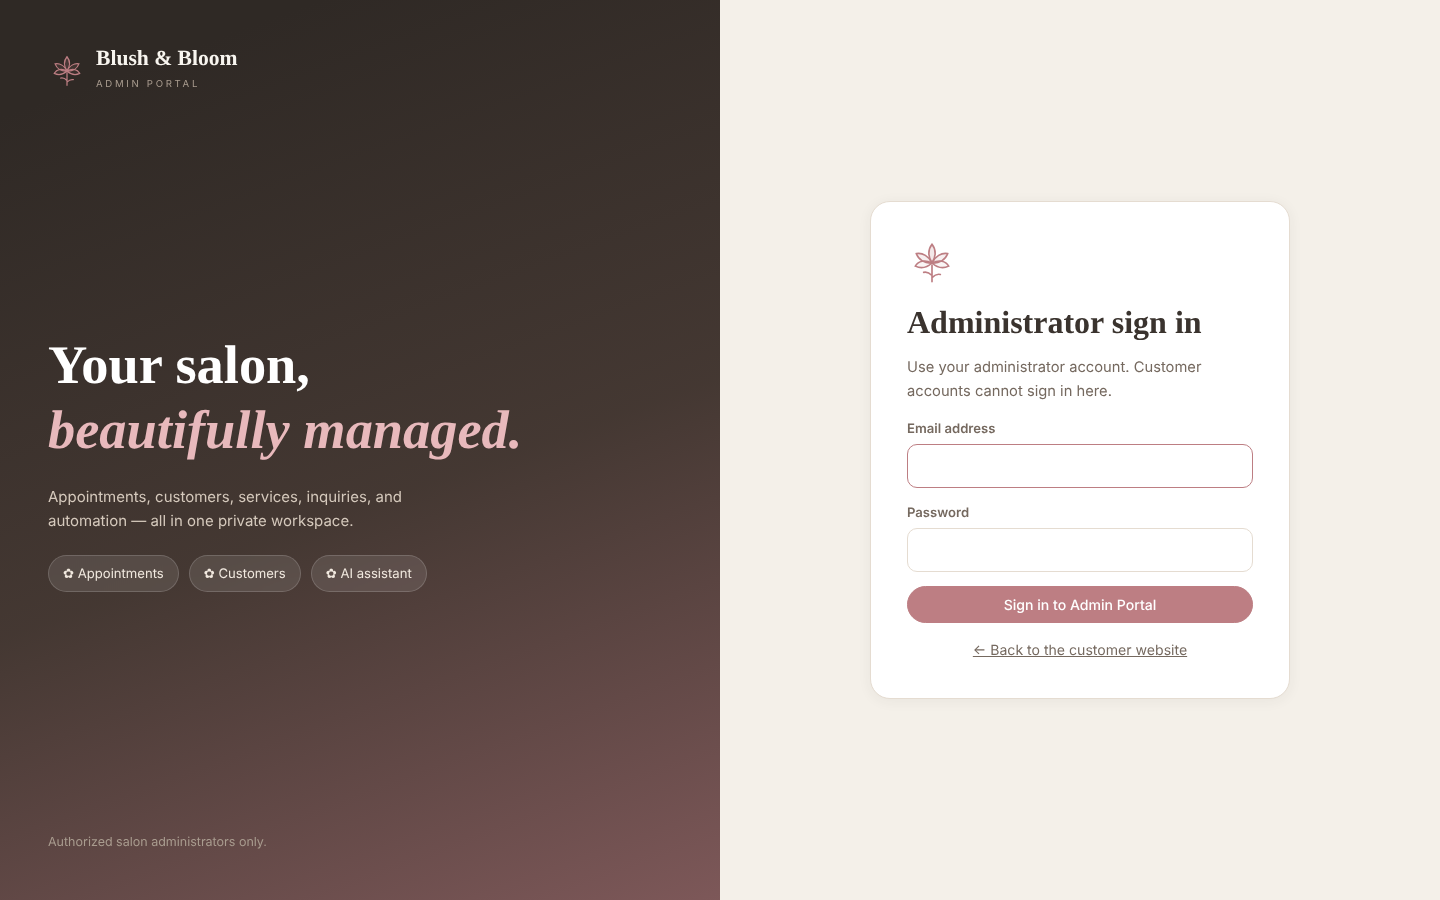 Blush & Bloom
ADMIN PORTAL
Your salon,
beautifully managed.
Appointments, customers, services, inquiries, and
automation — all in one private workspace.
✿ Appointments
✿ Customers
✿ AI assistant
Authorized salon administrators only.
Administrator sign in
Use your administrator account. Customer
accounts cannot sign in here.
Email address
Password
Sign in to Admin Portal
← Back to the customer website